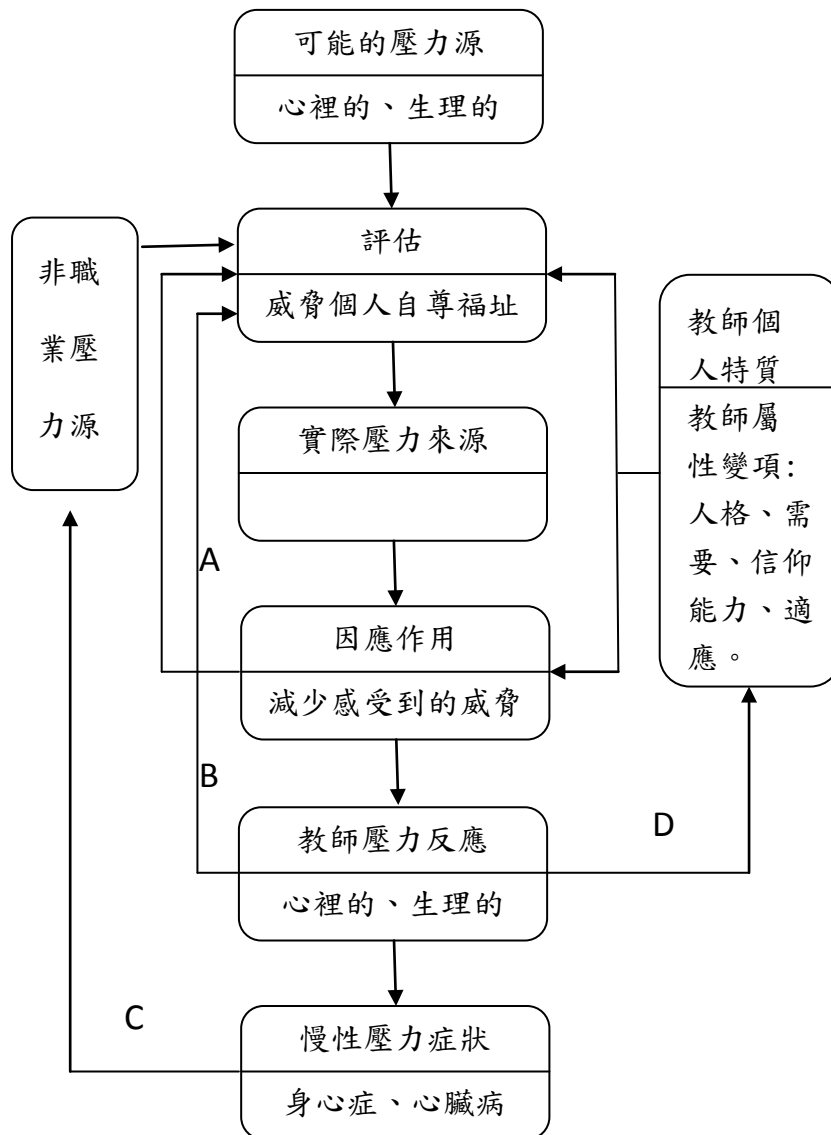 可能的壓力源
心裡的、生理的
評估
威脅個人自尊福址
非職
業壓
力源
教師個
人特質
教師屬
性變項:
人格、需
要、信仰
能力、適
應。
實際壓力來源
A
因應作用
減少感受到的威脅
B
D
教師壓力反應
心裡的、生理的
C
慢性壓力症狀
身心症、心臟病